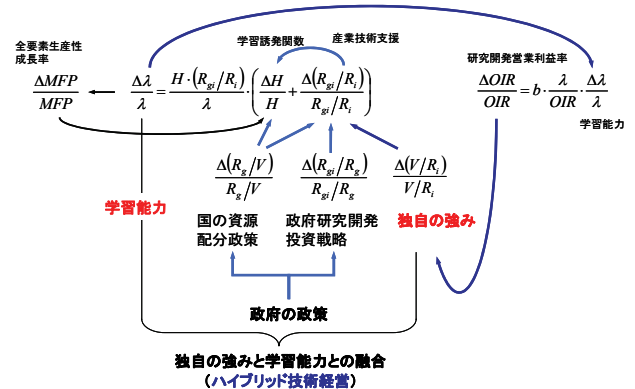 全要素生産性
成長率
学習誘発関数
産業技術支援
研究開発営業利益率
ΔMFP/MFP ← Δλ/λ = H·(R_gi/R_i)/λ · (ΔH/H + Δ(R_gi/R_i)/(R_gi/R_i))
ΔOIR/OIR = b · λ/OIR · Δλ/λ
学習能力
Δ(R_g/V)/(R_g/V)
Δ(R_gi/R_g)/(R_gi/R_g)
Δ(V/R_i)/(V/R_i)
学習能力
国の資源
配分政策
政府研究開発
投資戦略
独自の強み
政府の政策
独自の強みと学習能力との融合
（ハイブリッド技術経営）